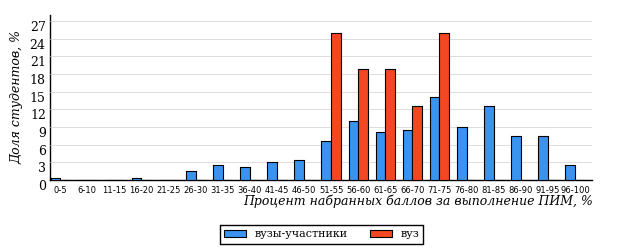 Доля студентов, %
27
24
21
18
15
12
9
6
3
0
0-5 6-10 11-15 16-20 21-25 26-30 31-35 36-40 41-45 46-50 51-55 56-60 61-65 66-70 71-75 76-80 81-85 86-90 91-95 96-100
Процент набранных баллов за выполнение ПИМ, %
вузы-участники вуз